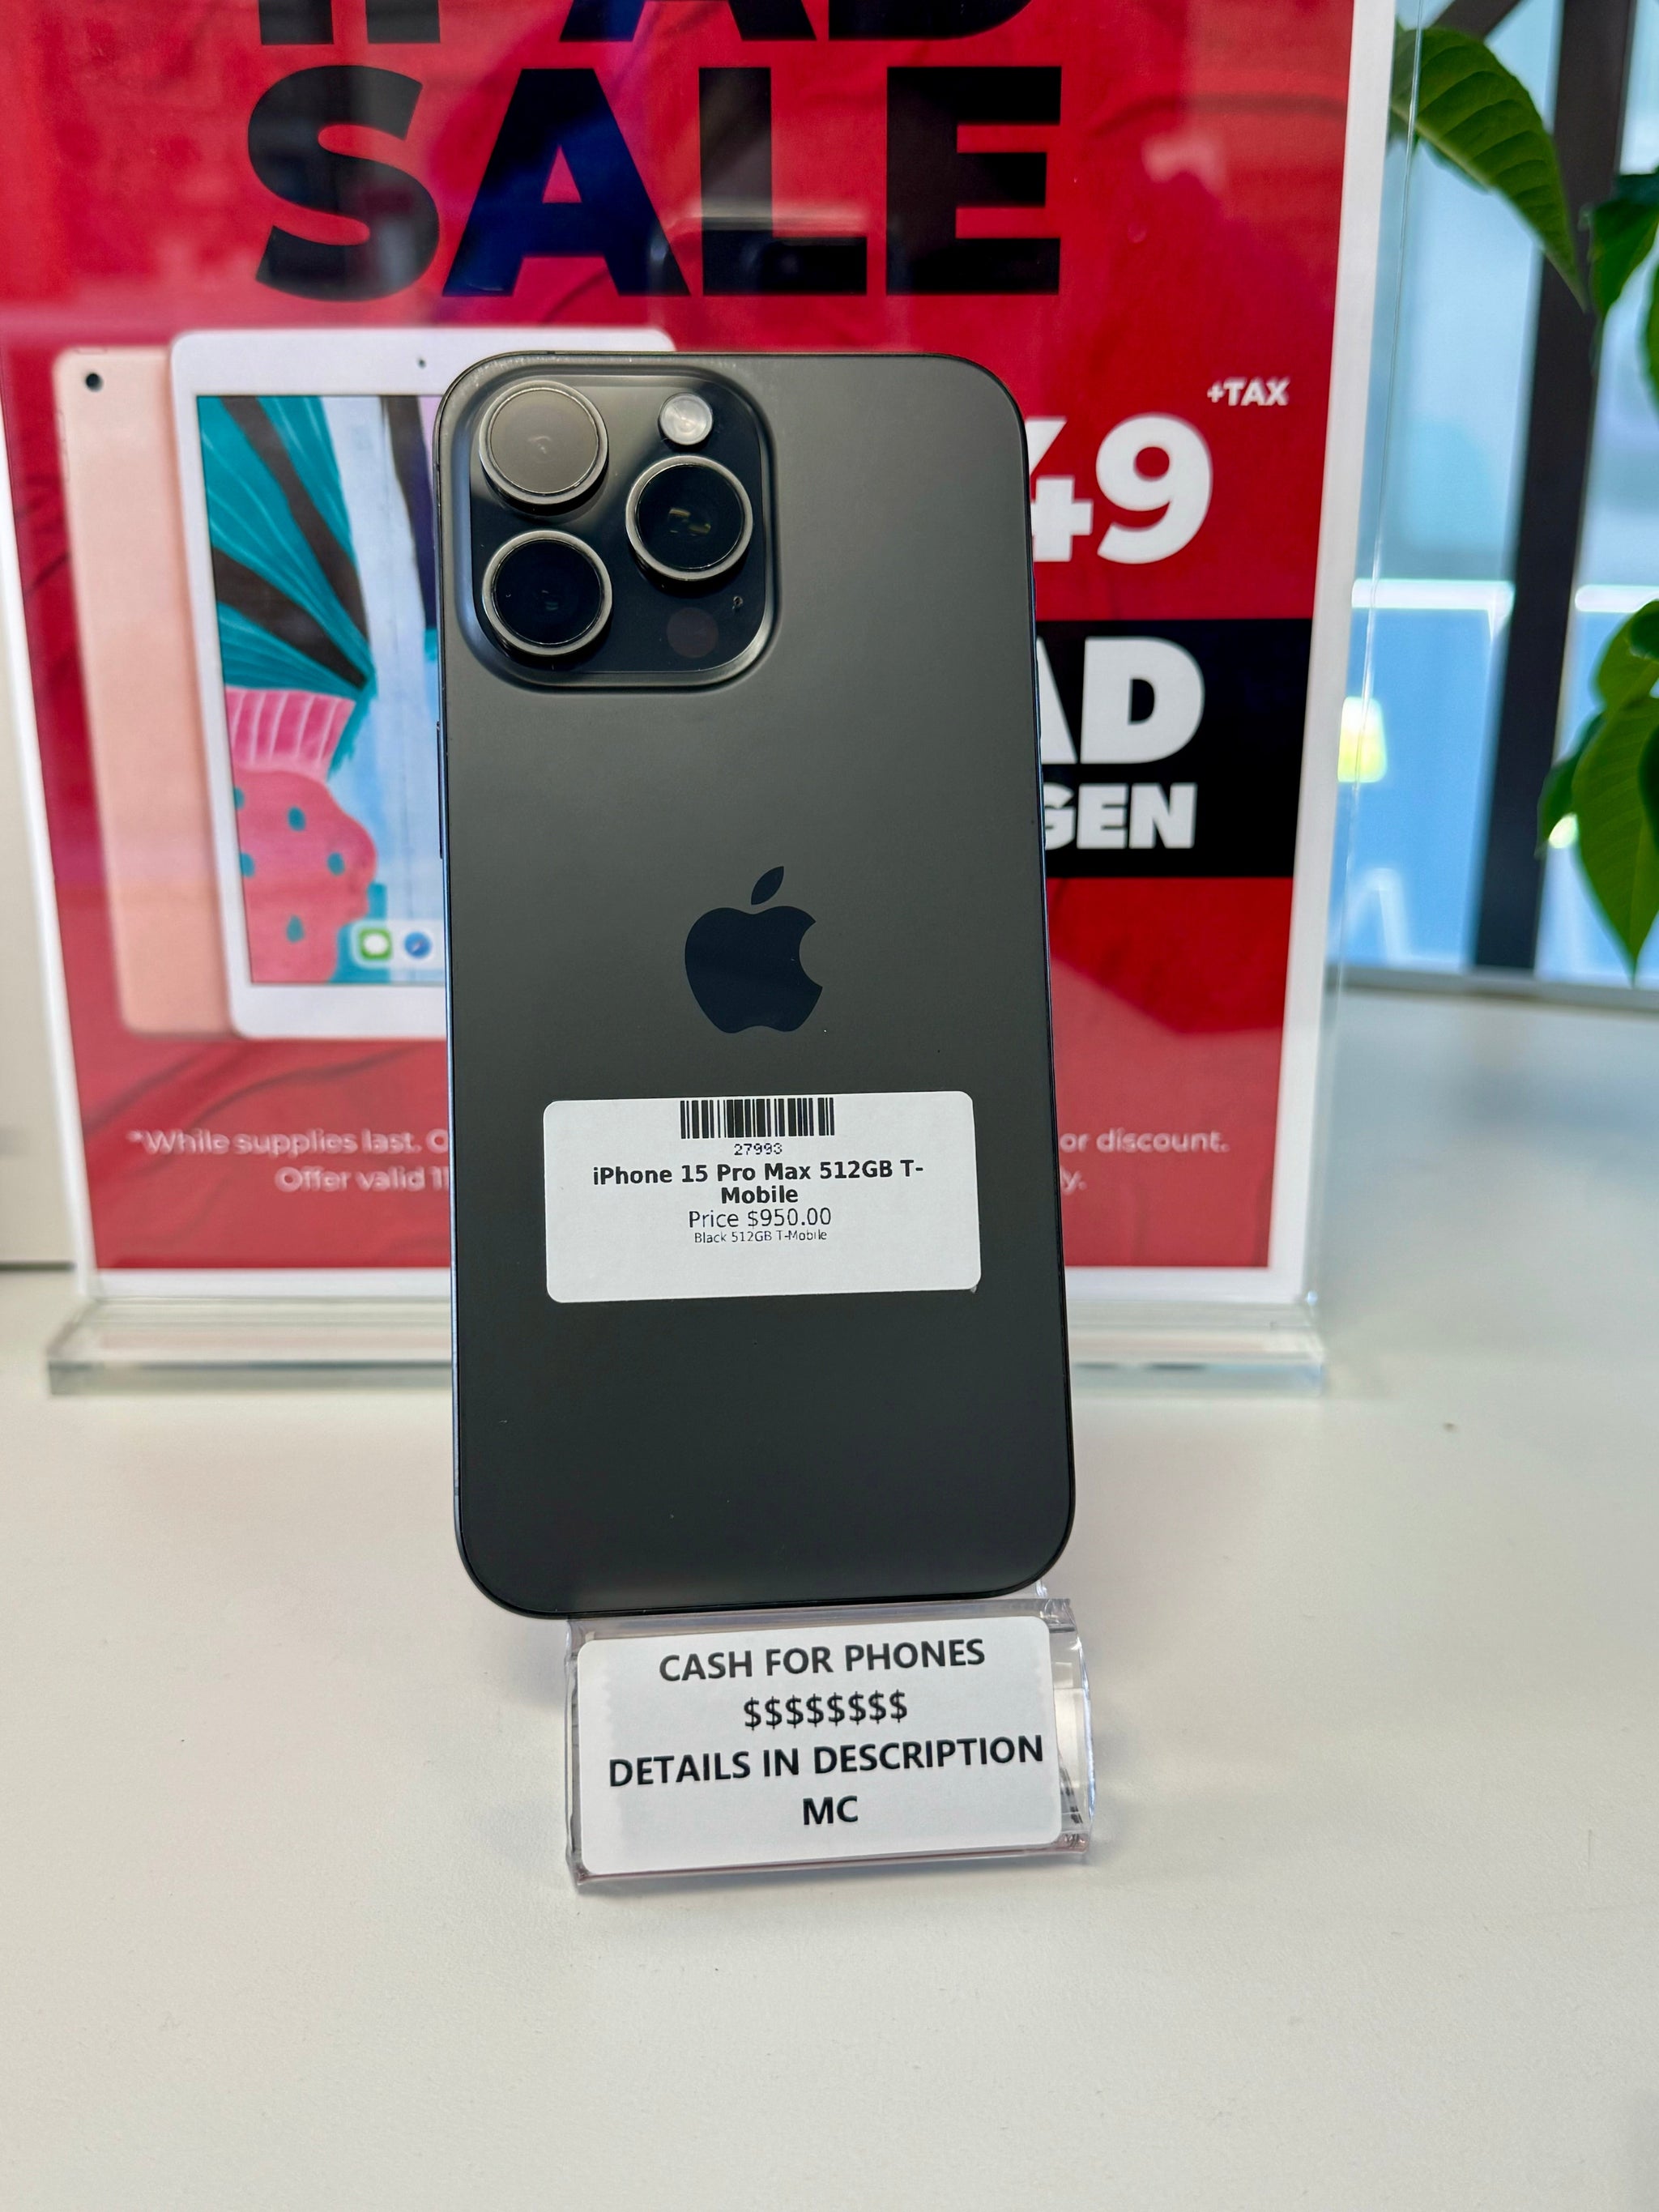 SALE
+TAX
49
AD
GEN
*While supplies last. O
or discount.
Offer valid 1
y.
27993
iPhone 15 Pro Max 512GB T-
Mobile
Price $950.00
Black 512GB T-Mobile
CASH FOR PHONES
$$$$$$$$
DETAILS IN DESCRIPTION
MC